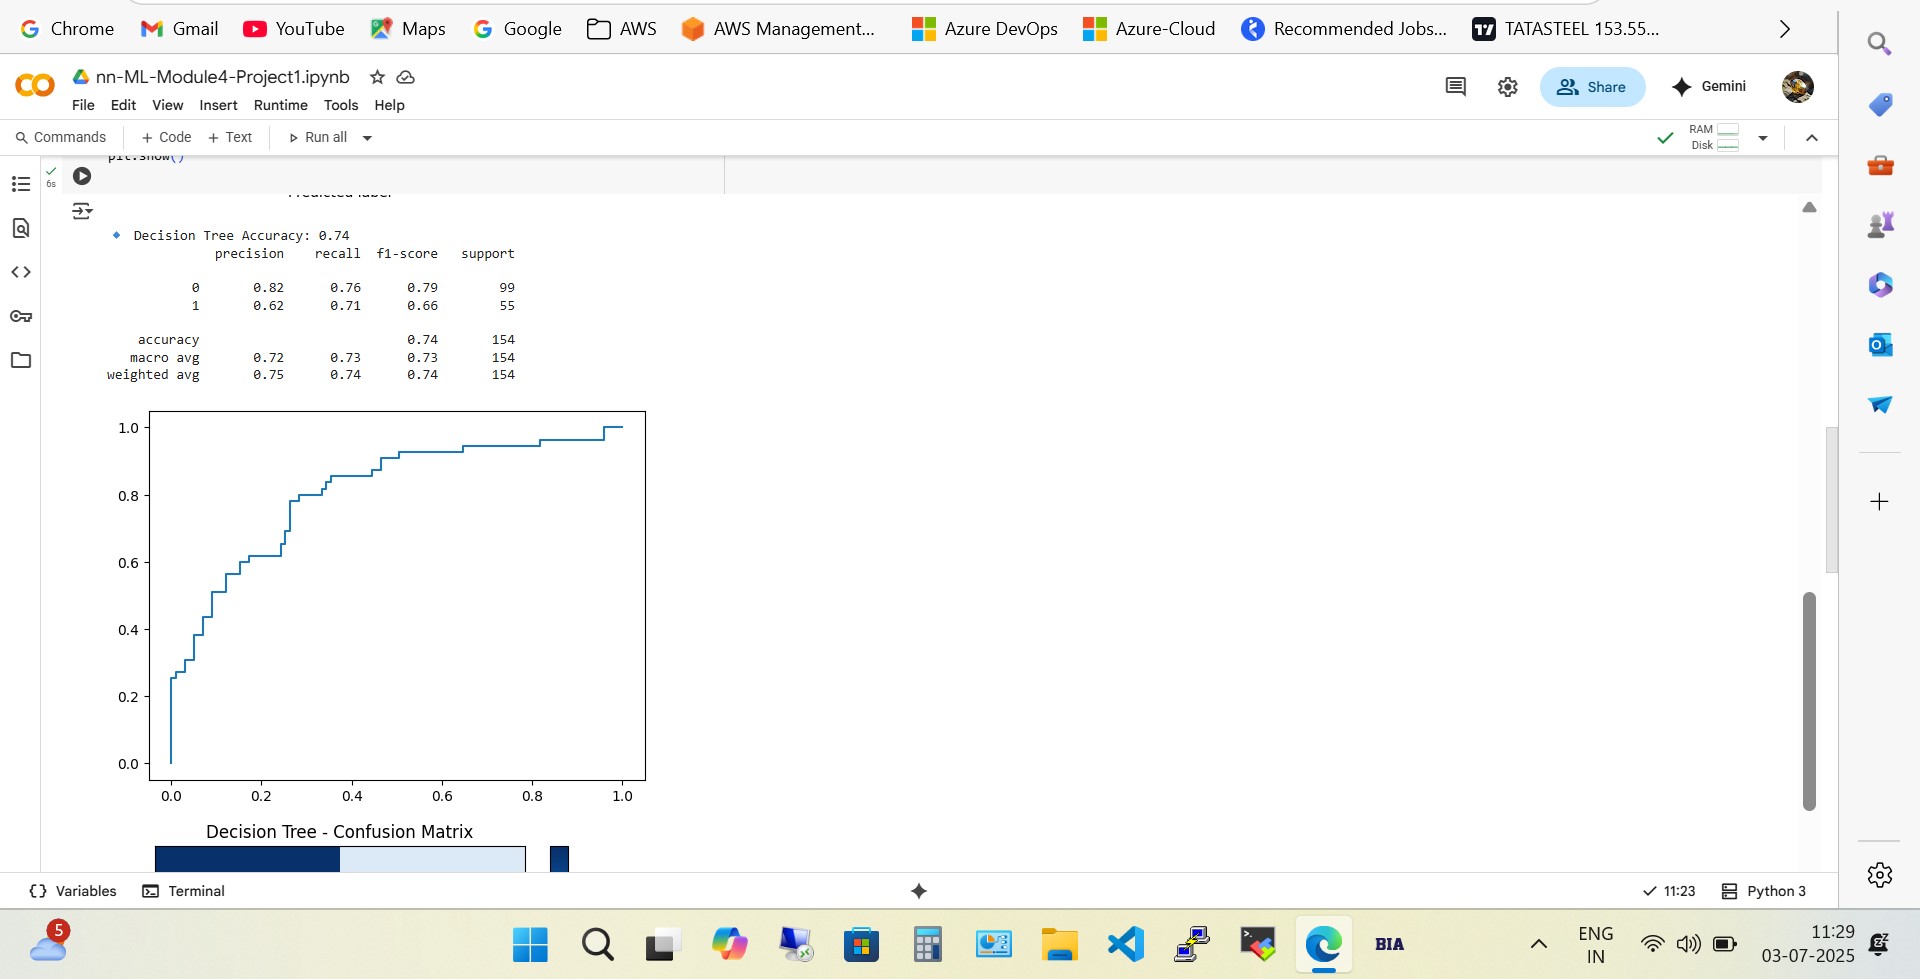 Chrome Gmail YouTube Maps Google AWS AWS Management... Azure DevOps Azure-Cloud Recommended Jobs... TATASTEEL 153.55...
nn-ML-Module4-Project1.ipynb
Share Gemini
File Edit View Insert Runtime Tools Help
Commands + Code + Text Run all
RAM
Disk
plt.show()
6s
Predicted label
Decision Tree Accuracy: 0.74
precision recall f1-score support
0 0.82 0.76 0.79 99
1 0.62 0.71 0.66 55
accuracy 0.74 154
macro avg 0.72 0.73 0.73 154
weighted avg 0.75 0.74 0.74 154
1.0
0.8
0.6
0.4
0.2
0.0
0.0 0.2 0.4 0.6 0.8 1.0
Decision Tree - Confusion Matrix
Variables Terminal 11:23 Python 3
5
BIA
ENG
IN
11:29
03-07-2025